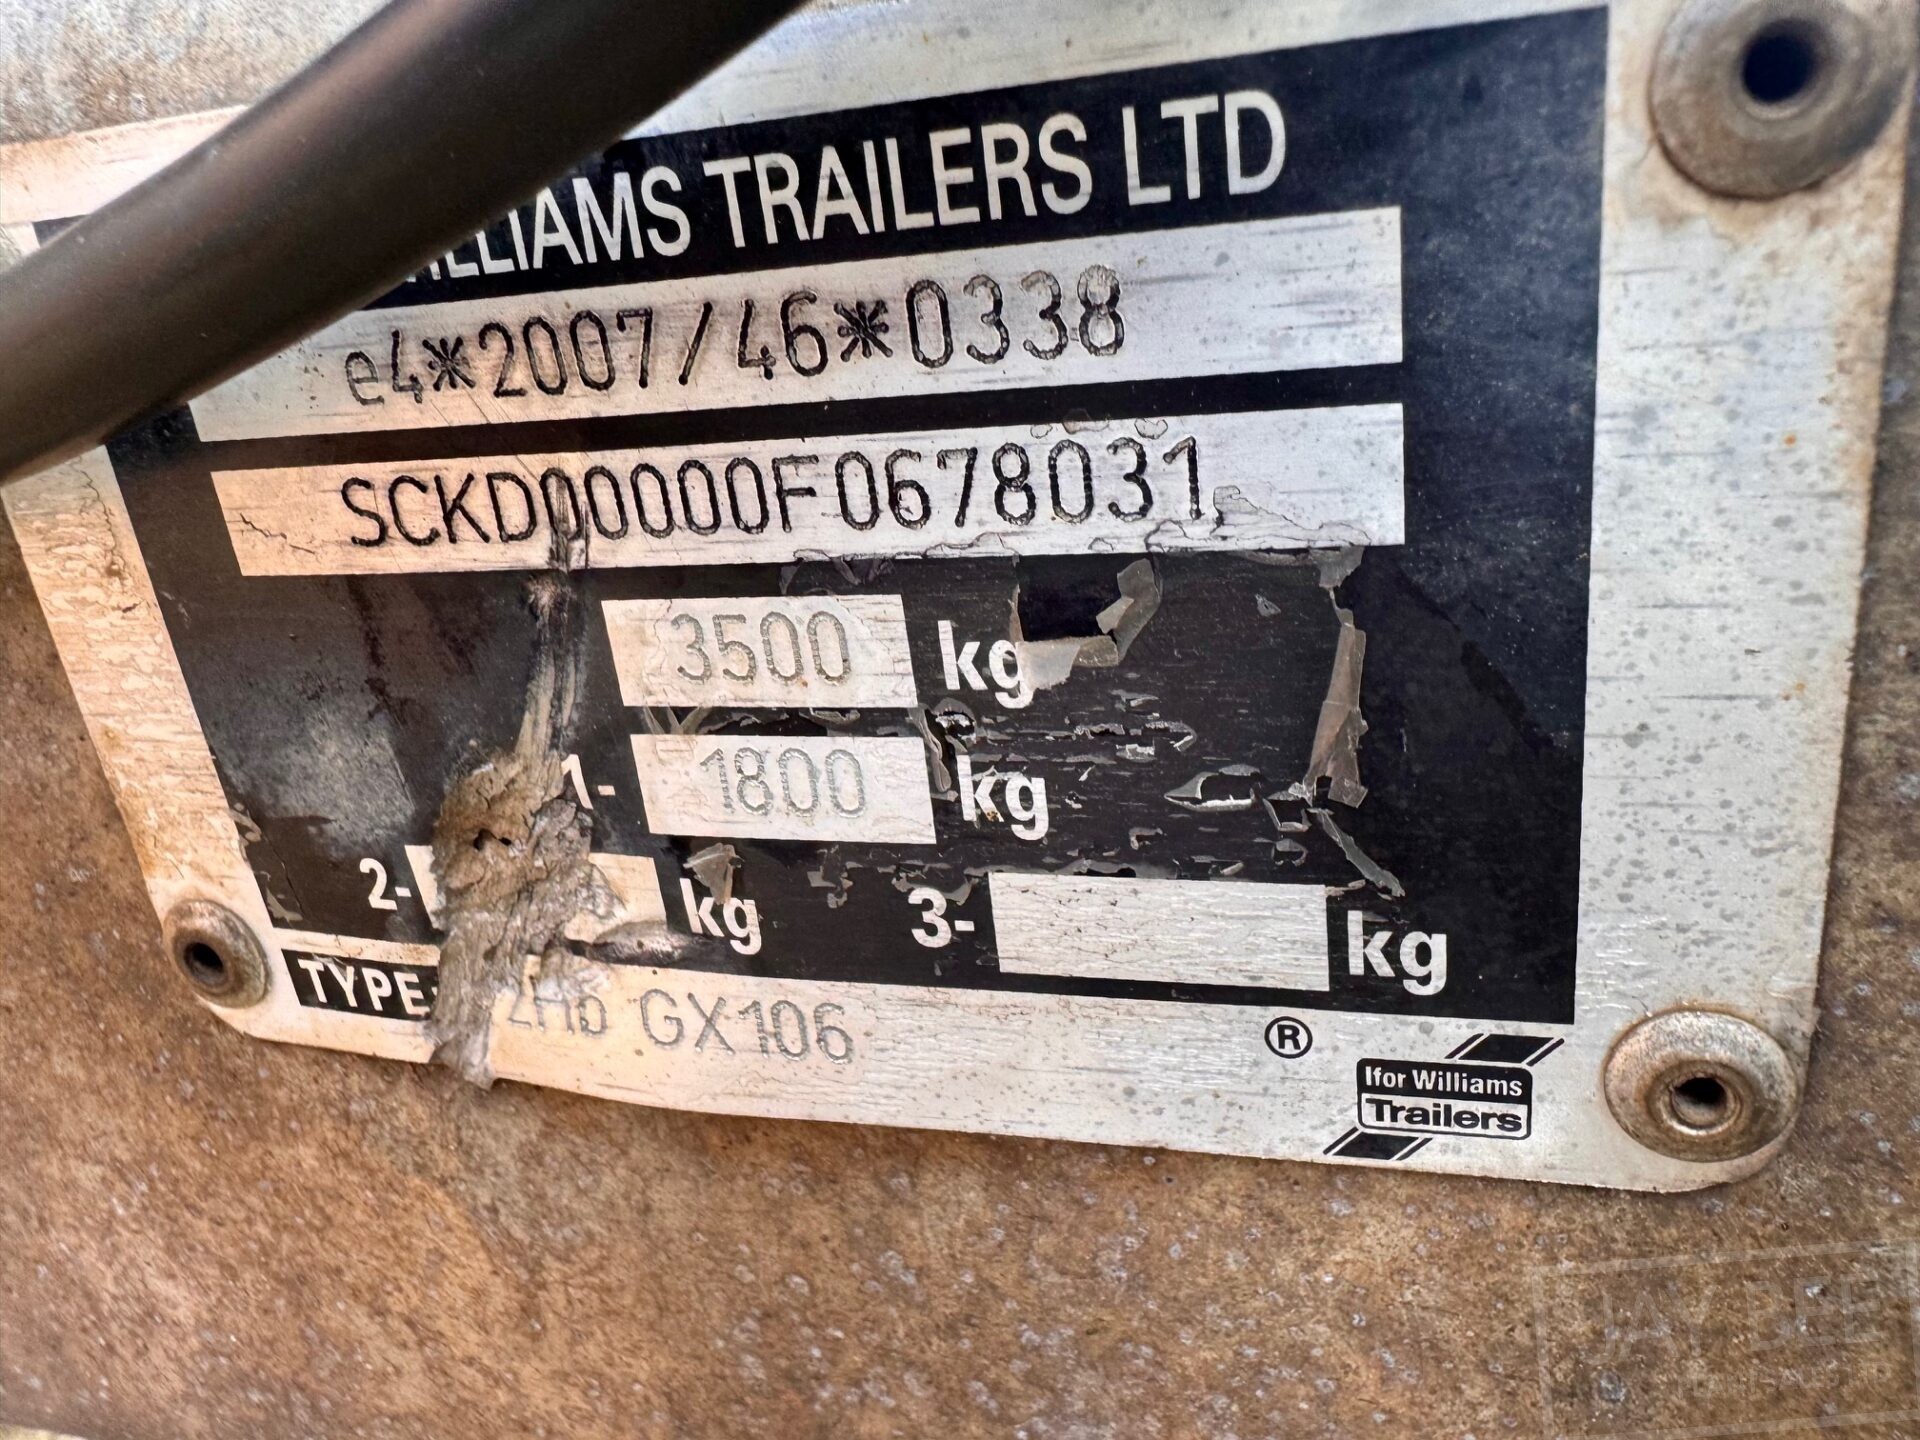 WILLIAMS TRAILERS LTD
e4*2007/46*0338
SCKD00000F0678031
3500 kg
1- 1800 kg
2- kg 3- kg
TYPE- GX106
®
Ifor Williams
Trailers